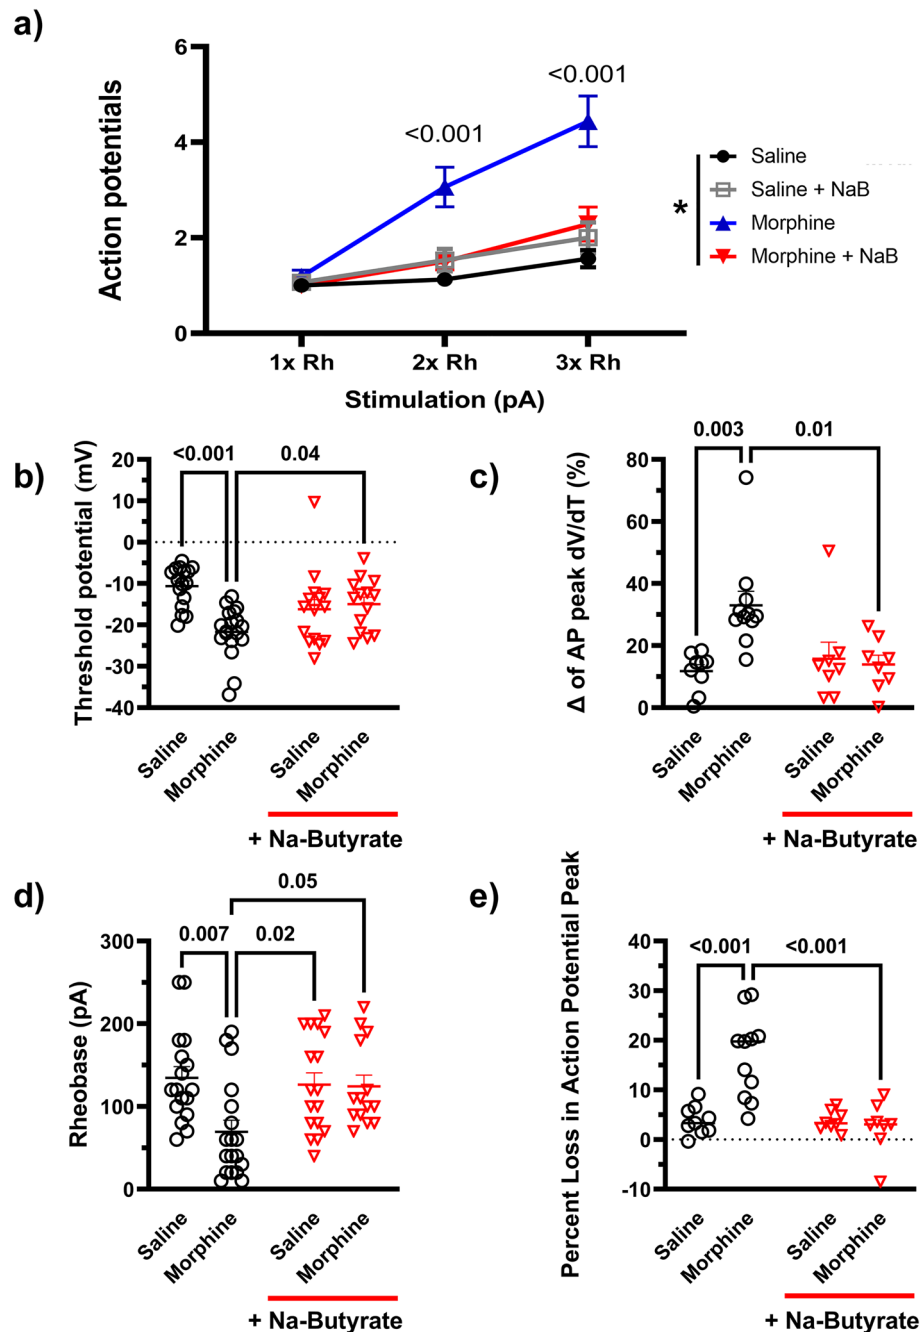 a)
Action potentials
6
4
2
0
<0.001
<0.001
1x Rh
2x Rh
3x Rh
Stimulation (pA)
*
Saline
Saline + NaB
Morphine
Morphine + NaB
b)
Threshold potential (mV)
20
10
0
-10
-20
-30
-40
<0.001
0.04
Saline
Morphine
Saline
Morphine
+ Na-Butyrate
c)
Δ of AP peak dV/dT (%)
80
60
40
20
0
0.003
0.01
Saline
Morphine
Saline
Morphine
+ Na-Butyrate
d)
Rheobase (pA)
300
200
100
0
0.05
0.007
0.02
Saline
Morphine
Saline
Morphine
+ Na-Butyrate
e)
Percent Loss in Action Potential Peak
40
30
20
10
0
-10
<0.001
<0.001
Saline
Morphine
Saline
Morphine
+ Na-Butyrate